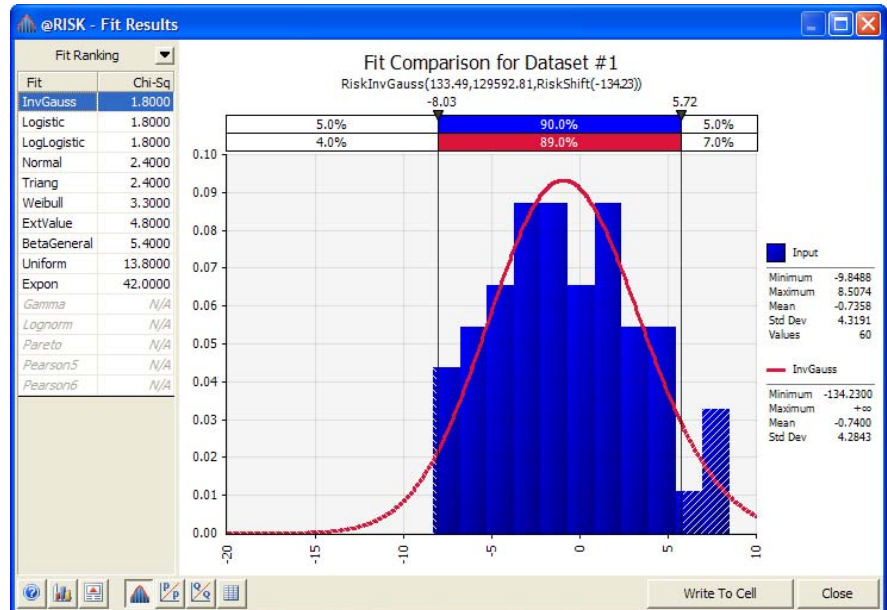 @RISK - Fit Results
Fit Ranking
Fit Chi-Sq
InvGauss 1.8000
Logistic 1.8000
LogLogistic 1.8000
Normal 2.4000
Triang 2.4000
Weibull 3.3000
ExtValue 4.8000
BetaGeneral 5.4000
Uniform 13.8000
Expon 42.0000
Gamma N/A
Lognorm N/A
Pareto N/A
Pearson5 N/A
Pearson6 N/A
Fit Comparison for Dataset #1
RiskInvGauss(133.49,129592.81,RiskShift(-134.23))
-8.03 5.72
5.0% 90.0% 5.0%
4.0% 89.0% 7.0%
0.10
0.09
0.08
0.07
0.06
0.05
0.04
0.03
0.02
0.01
0.00
-20 -15 -10 -5 0 5 10
Input
Minimum -9.8488
Maximum 8.5074
Mean -0.7358
Std Dev 4.3191
Values 60
InvGauss
Minimum -134.2300
Maximum +∞
Mean -0.7400
Std Dev 4.2843
P/P
Q/Q
Write To Cell
Close